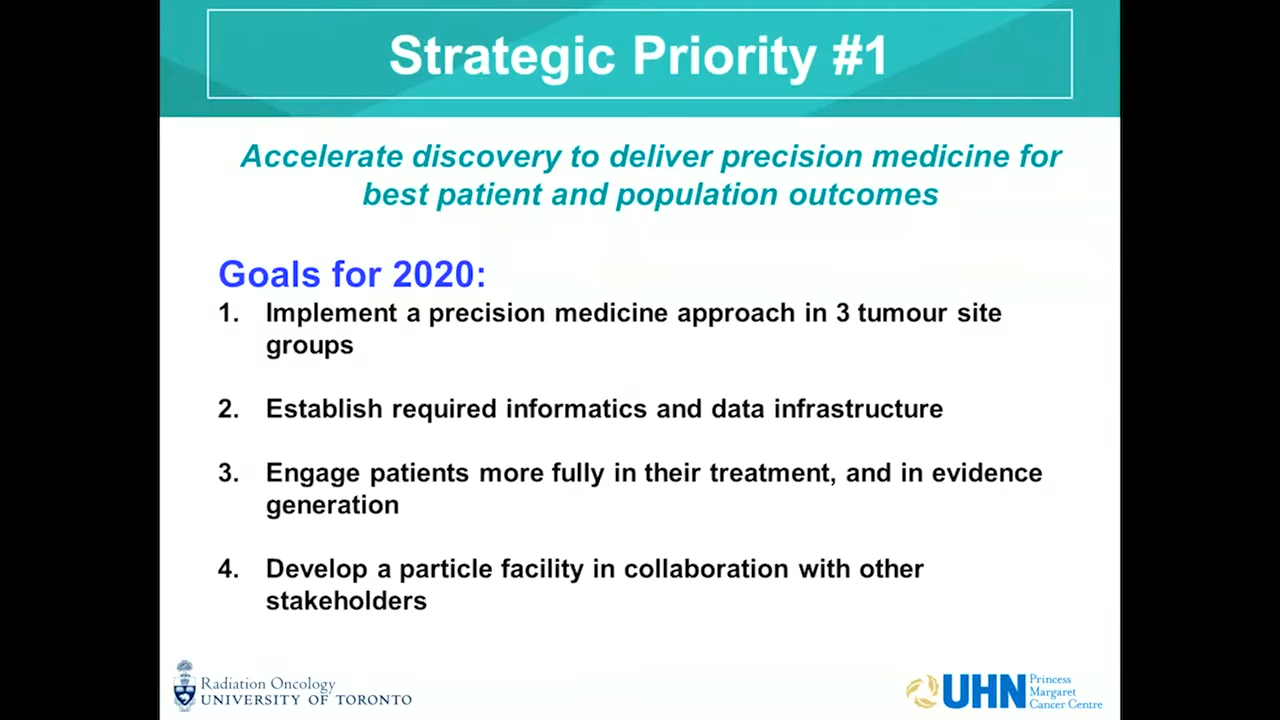 Strategic Priority #1
Accelerate discovery to deliver precision medicine for
best patient and population outcomes
Goals for 2020:
1. Implement a precision medicine approach in 3 tumour site
groups
2. Establish required informatics and data infrastructure
3. Engage patients more fully in their treatment, and in evidence
generation
4. Develop a particle facility in collaboration with other
stakeholders
Radiation Oncology
UNIVERSITY OF TORONTO
UHN
Princess
Margaret
Cancer Centre